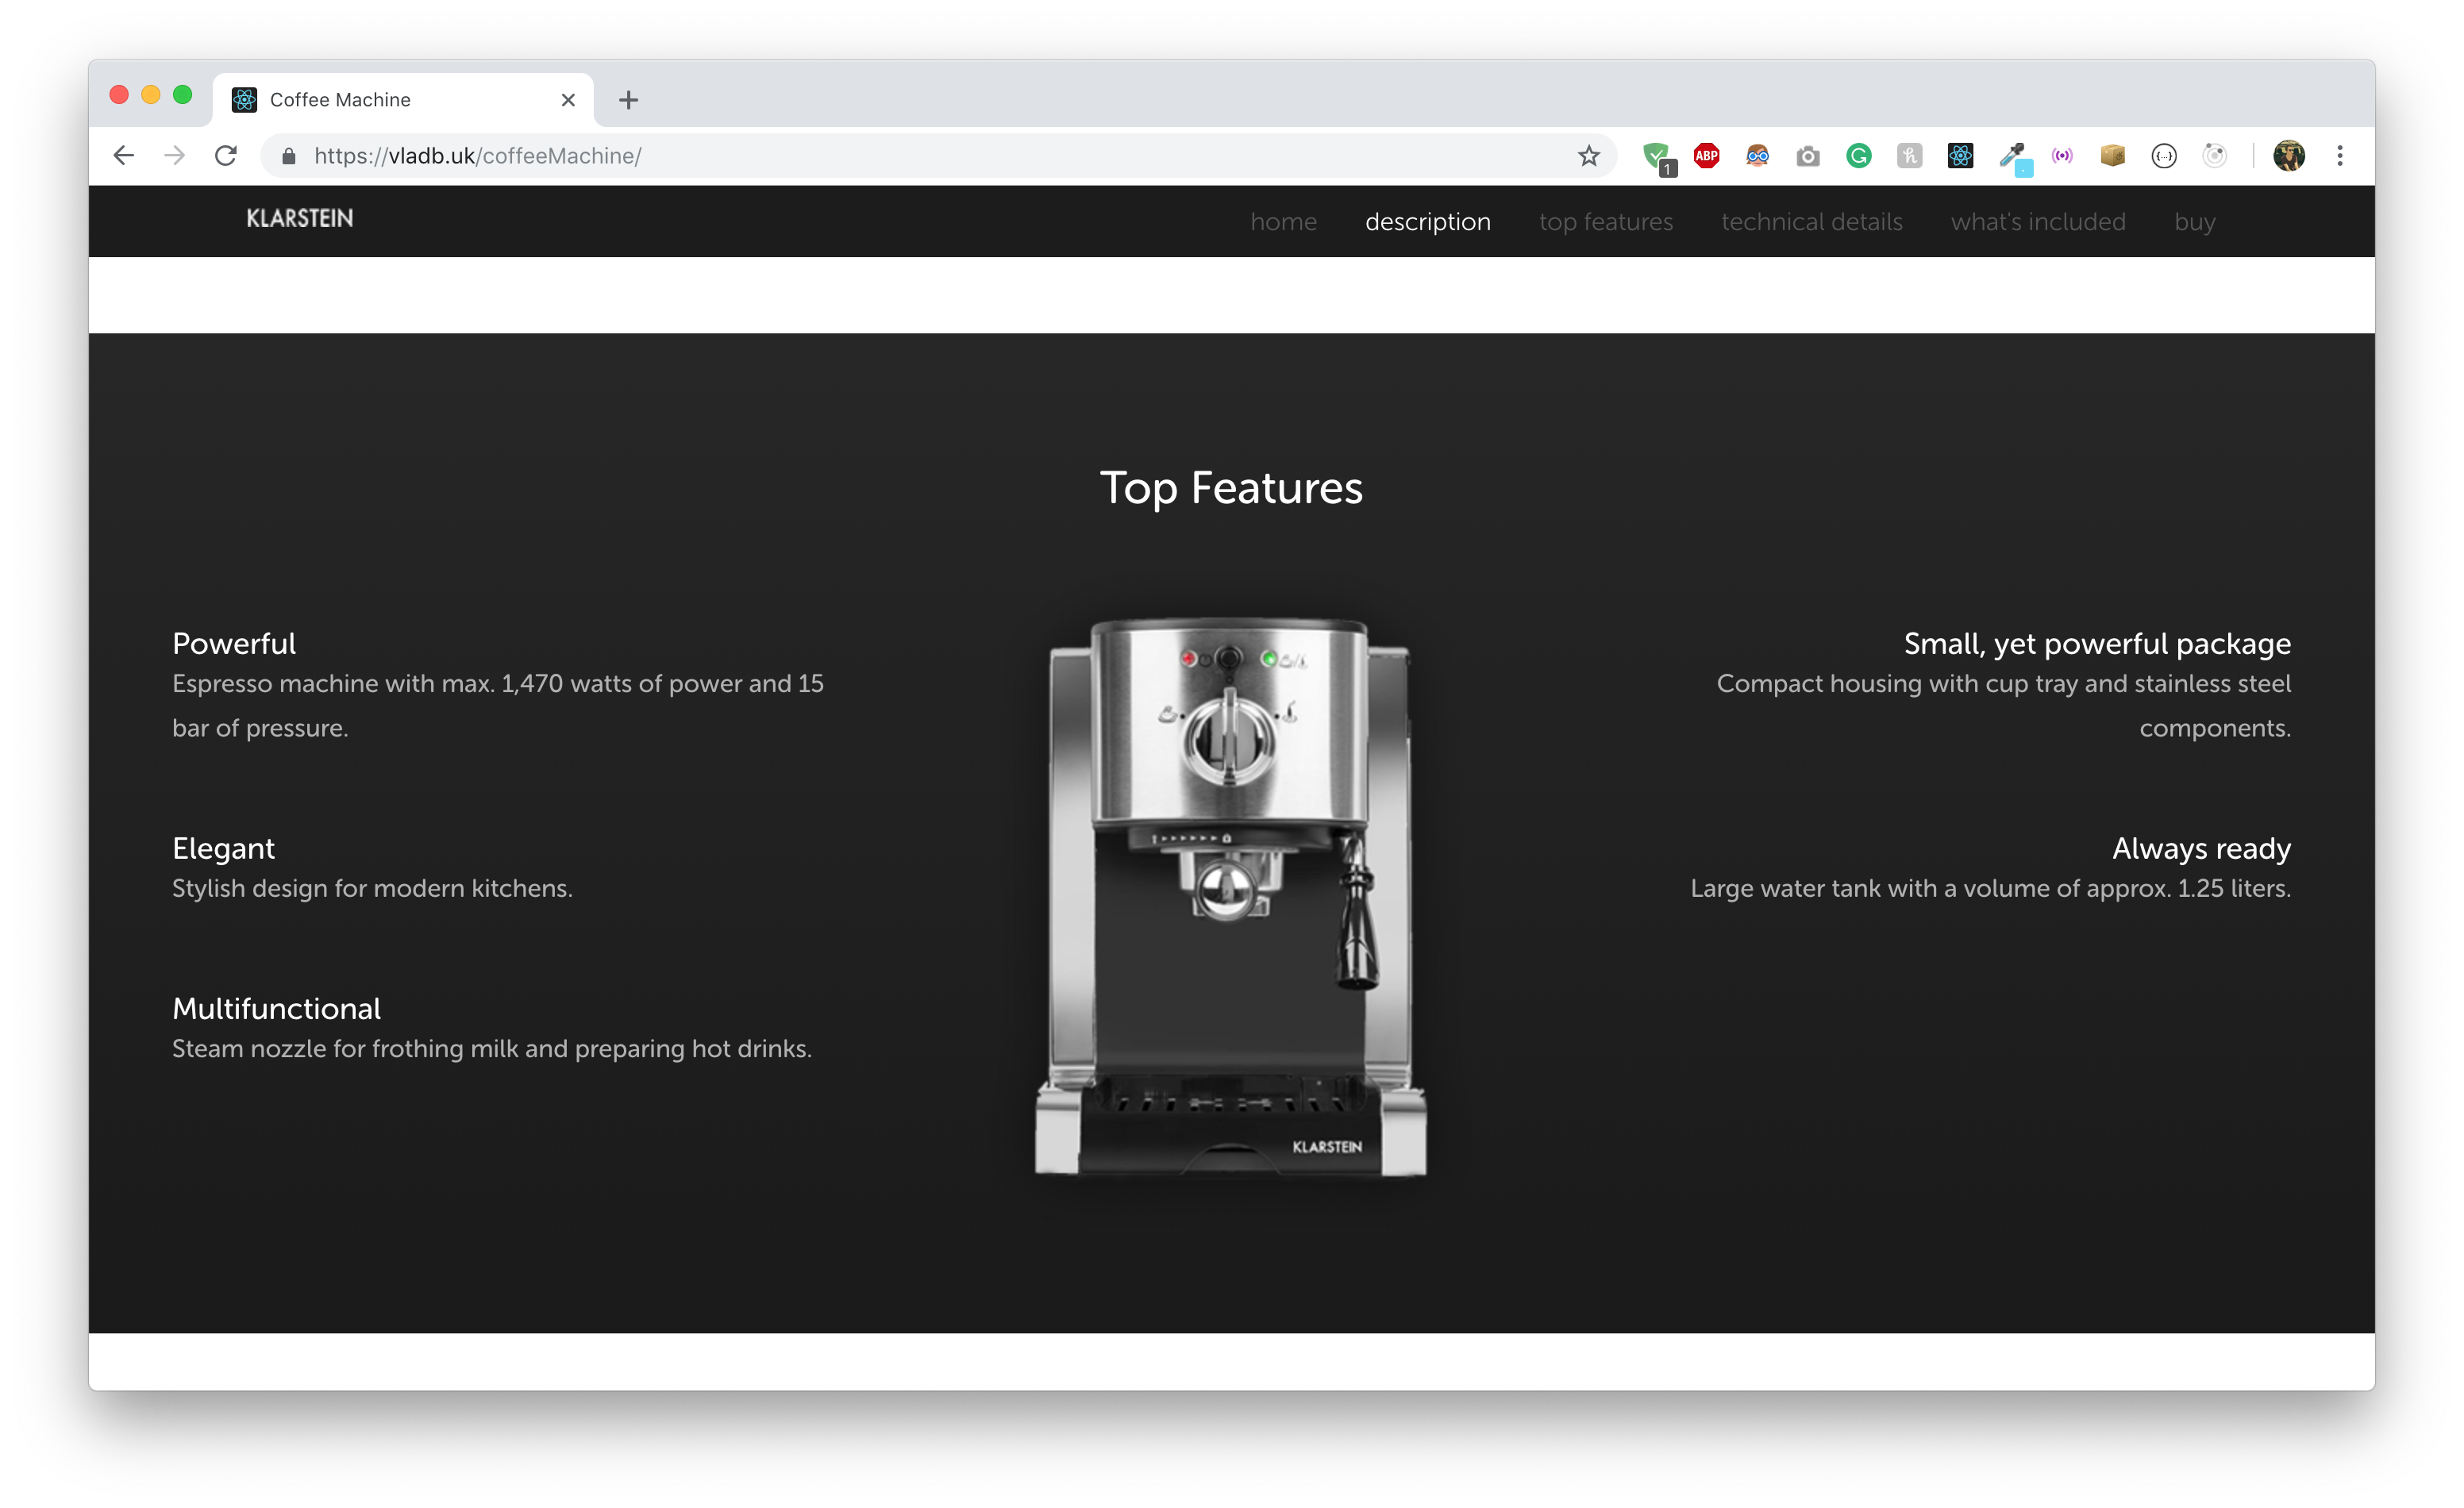 Coffee Machine
https://vladb.uk/coffeeMachine/
1
ABP
KLARSTEIN
home description top features technical details what's included buy
Top Features
Powerful
Espresso machine with max. 1,470 watts of power and 15
bar of pressure.
Elegant
Stylish design for modern kitchens.
Multifunctional
Steam nozzle for frothing milk and preparing hot drinks.
KLARSTEIN
Small, yet powerful package
Compact housing with cup tray and stainless steel
components.
Always ready
Large water tank with a volume of approx. 1.25 liters.